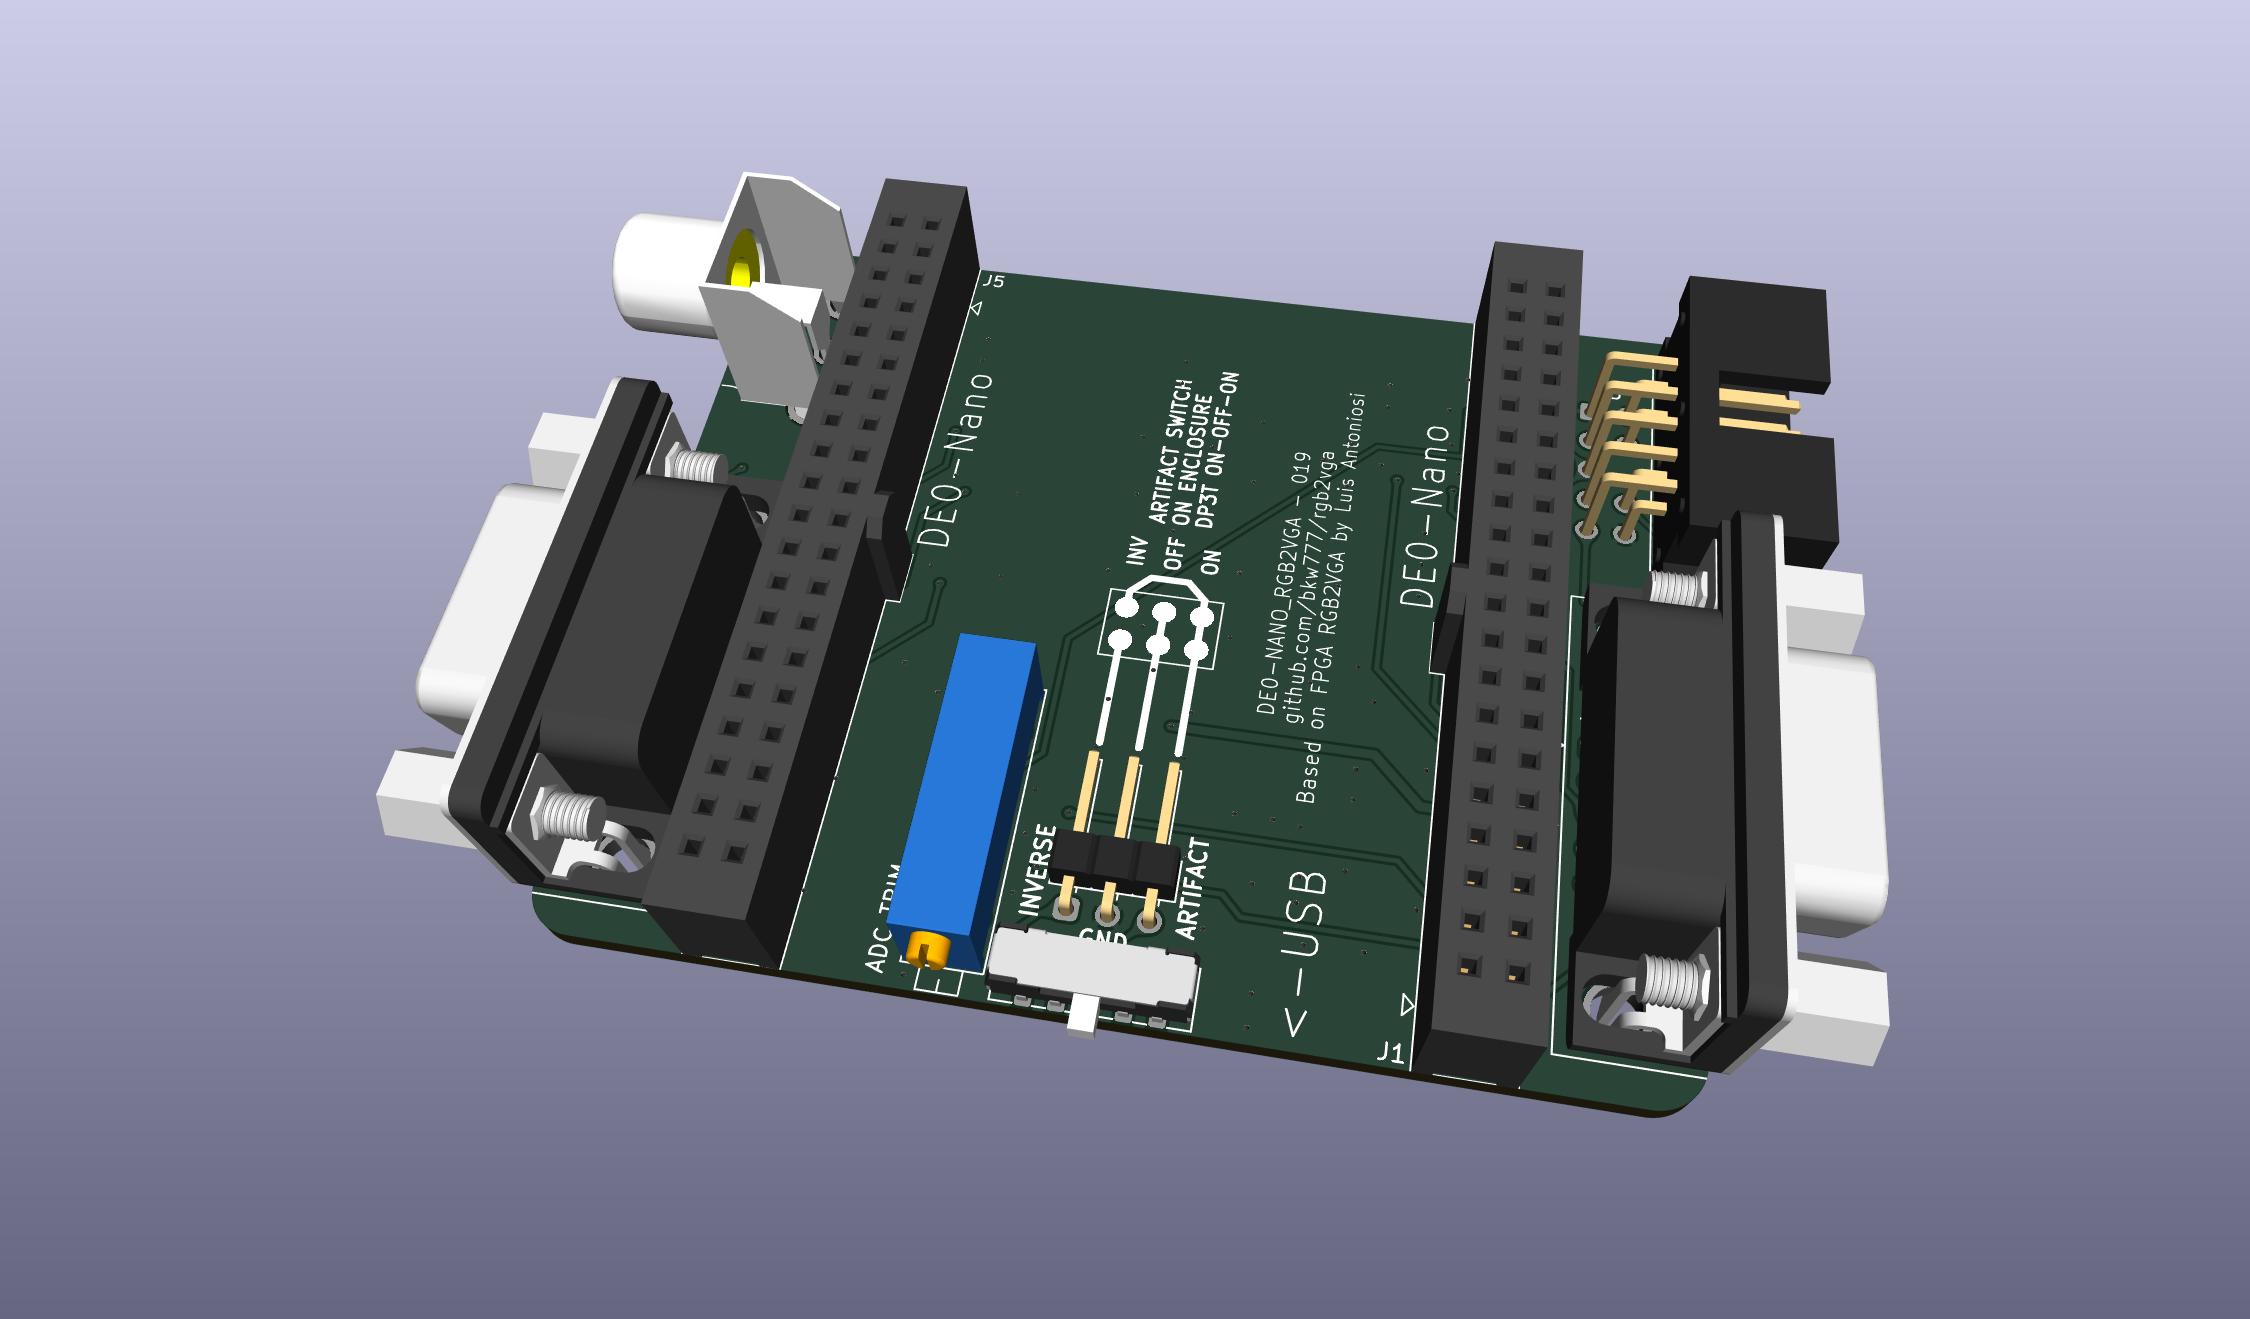 J5
DE0-Nano
INV ARTIFACT SWITCH
OFF ON ENCLOSURE
ON DP3T ON-OFF-ON
DE0-NANO_RGB2VGA - 019
github.com/bkw777/rgb2vga
Based on FPGA RGB2VGA by Luis Antoniosi
DE0-Nano
ADC TRIM
INVERSE
GND
ARTIFACT
<-USB
J1